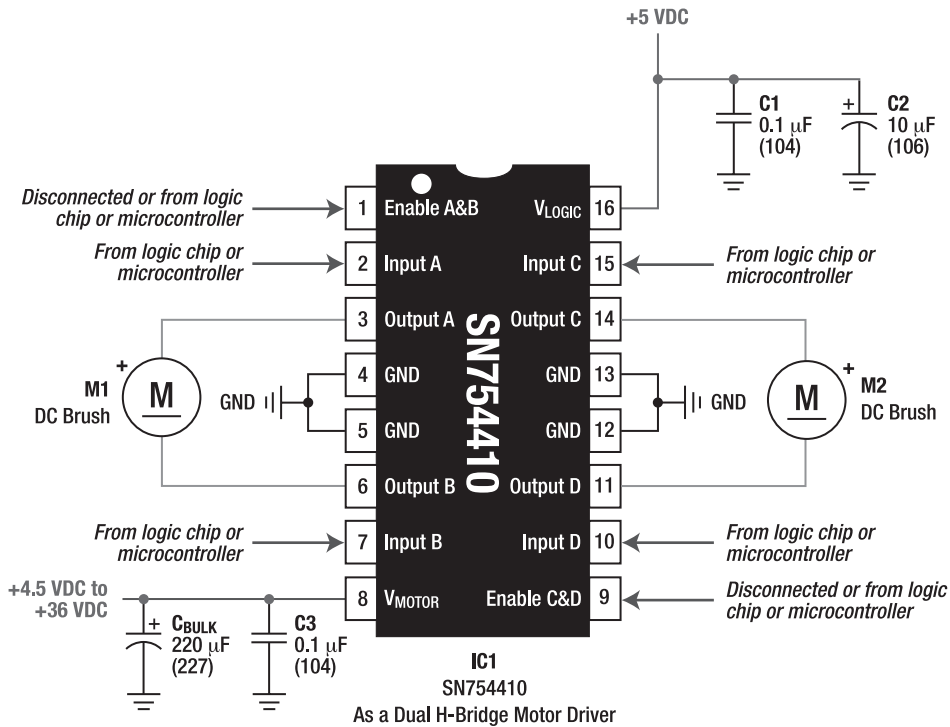 +5 VDC
C1
0.1 μF
(104)
+
C2
10 μF
(106)
Disconnected or from logic
chip or microcontroller
1
Enable A&B
VLOGIC
16
From logic chip or
microcontroller
2
Input A
Input C
15
From logic chip or
microcontroller
3
Output A
Output C
14
SN754410
+
M1
DC Brush
M
4
GND
GND
13
GND
GND
5
GND
GND
12
+
M2
DC Brush
M
6
Output B
Output D
11
From logic chip or
microcontroller
7
Input B
Input D
10
From logic chip or
microcontroller
+4.5 VDC to
+36 VDC
8
VMOTOR
Enable C&D
9
Disconnected or from logic
chip or microcontroller
+
CBULK
220 μF
(227)
C3
0.1 μF
(104)
IC1
SN754410
As a Dual H-Bridge Motor Driver